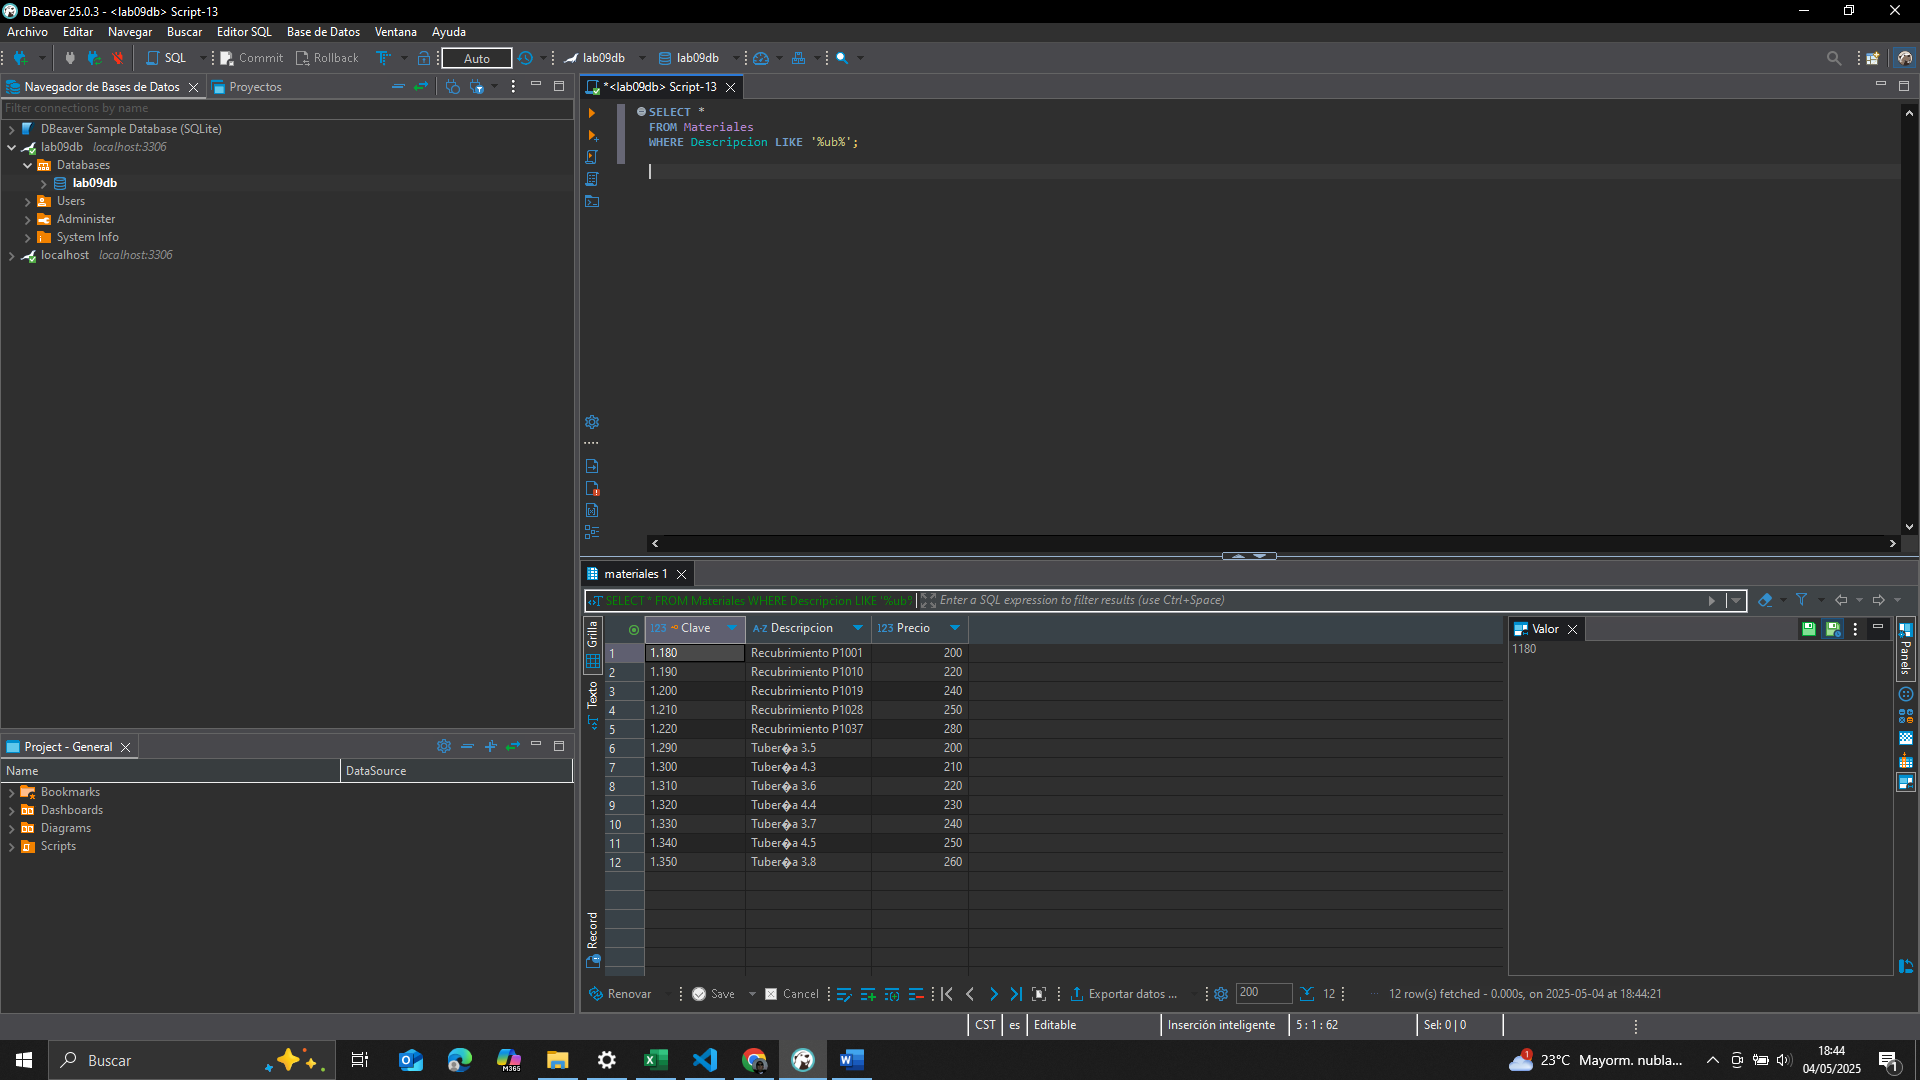 DBeaver 25.0.3 - <lab09db> Script-13
Archivo Editar Navegar Buscar Editor SQL Base de Datos Ventana Ayuda
SQL Commit Rollback Auto lab09db lab09db
Navegador de Bases de Datos Proyectos
Filter connections by name
DBeaver Sample Database (SQLite)
lab09db localhost:3306
Databases
lab09db
Users
Administer
System Info
localhost localhost:3306
Project - General
Name DataSource
Bookmarks
Dashboards
Diagrams
Scripts
*<lab09db> Script-13
SELECT *
FROM Materiales
WHERE Descripcion LIKE '%ub%';
materiales 1
SELECT * FROM Materiales WHERE Descripcion LIKE '%ub% Enter a SQL expression to filter results (use Ctrl+Space)
Grilla
Texto
Record
123 Clave A-Z Descripcion 123 Precio
1 1.180 Recubrimiento P1001 200
2 1.190 Recubrimiento P1010 220
3 1.200 Recubrimiento P1019 240
4 1.210 Recubrimiento P1028 250
5 1.220 Recubrimiento P1037 280
6 1.290 Tuber�a 3.5 200
7 1.300 Tuber�a 4.3 210
8 1.310 Tuber�a 3.6 220
9 1.320 Tuber�a 4.4 230
10 1.330 Tuber�a 3.7 240
11 1.340 Tuber�a 4.5 250
12 1.350 Tuber�a 3.8 260
Valor
1180
Panels
Renovar Save Cancel Exportar datos ... 200 12 12 row(s) fetched - 0.000s, on 2025-05-04 at 18:44:21
CST es Editable Inserción inteligente 5 : 1 : 62 Sel: 0 | 0
Buscar M365 1 23°C Mayorm. nubla... 18:44 1
04/05/2025